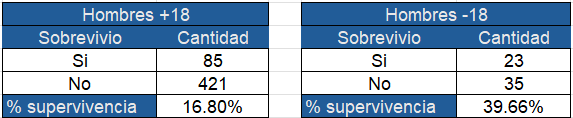 Hombres +18
Sobrevivio Cantidad
Si 85
No 421
% supervivencia 16.80%
Hombres -18
Sobrevivio Cantidad
Si 23
No 35
% supervivencia 39.66%